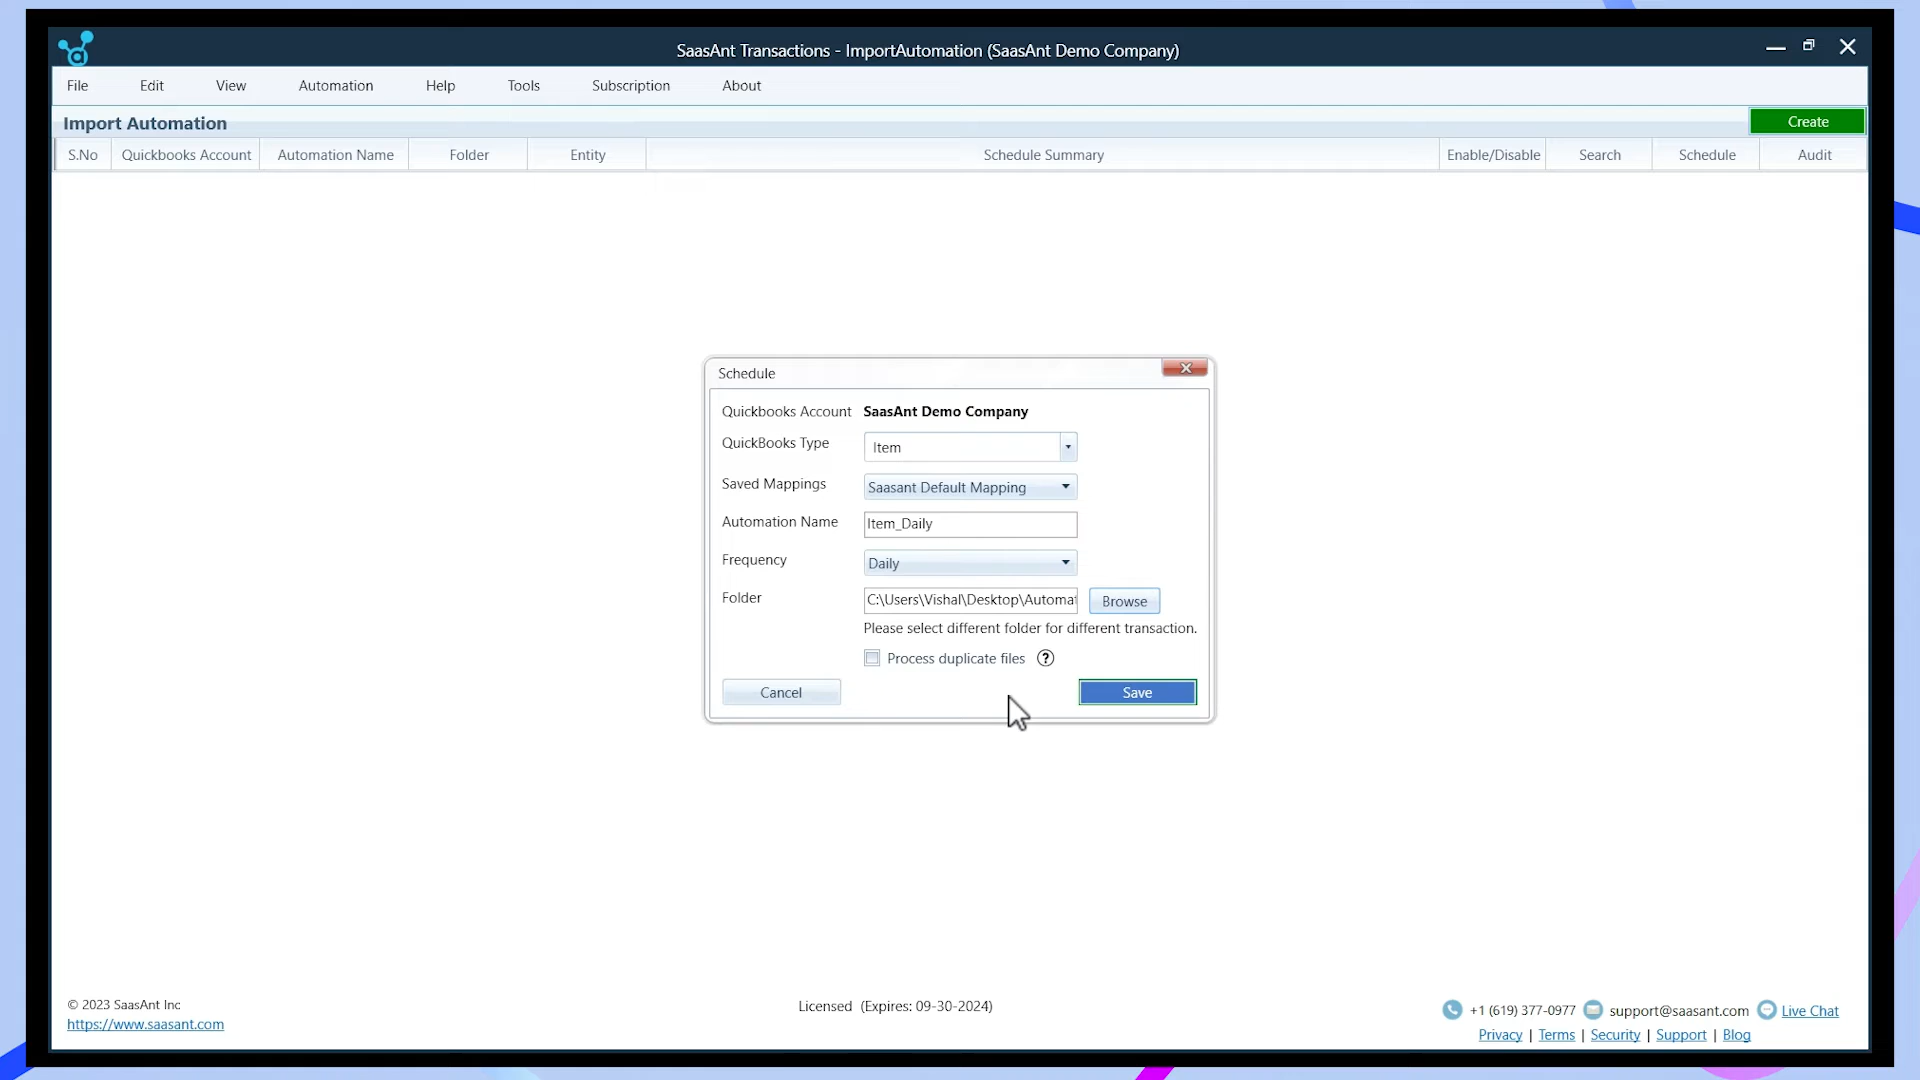 SaasAnt Transactions - ImportAutomation (SaasAnt Demo Company)
File Edit View Automation Help Tools Subscription About
Import Automation
Create
S.No Quickbooks Account Automation Name Folder Entity Schedule Summary Enable/Disable Search Schedule Audit
Schedule
Quickbooks Account SaasAnt Demo Company
QuickBooks Type Item
Saved Mappings Saasant Default Mapping
Automation Name Item_Daily
Frequency Daily
Folder C:\Users\Vishal\Desktop\Automat Browse
Please select different folder for different transaction.
Process duplicate files ?
Cancel Save
© 2023 SaasAnt Inc
https://www.saasant.com
Licensed (Expires: 09-30-2024)
+1 (619) 377-0977 support@saasant.com Live Chat
Privacy | Terms | Security | Support | Blog